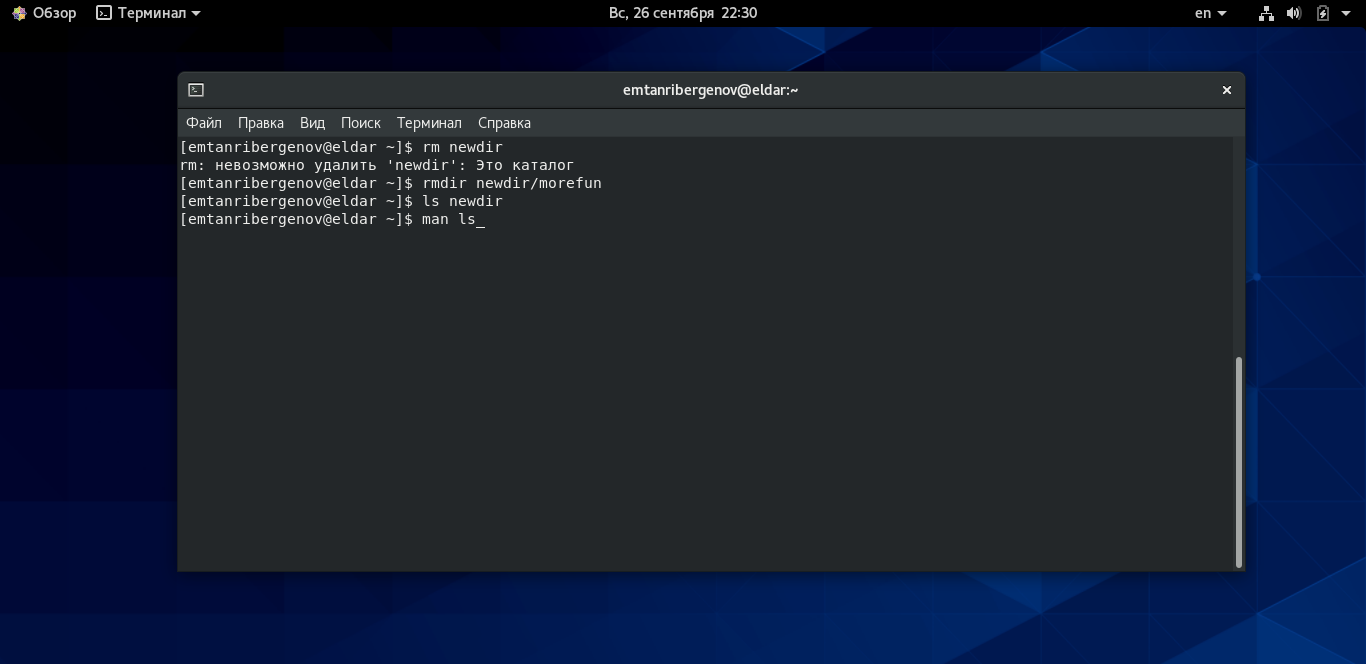 Обзор Терминал Вс, 26 сентября 22:30 en
emtanribergenov@eldar:~
Файл Правка Вид Поиск Терминал Справка
[emtanribergenov@eldar ~]$ rm newdir
rm: невозможно удалить 'newdir': Это каталог
[emtanribergenov@eldar ~]$ rmdir newdir/morefun
[emtanribergenov@eldar ~]$ ls newdir
[emtanribergenov@eldar ~]$ man ls_